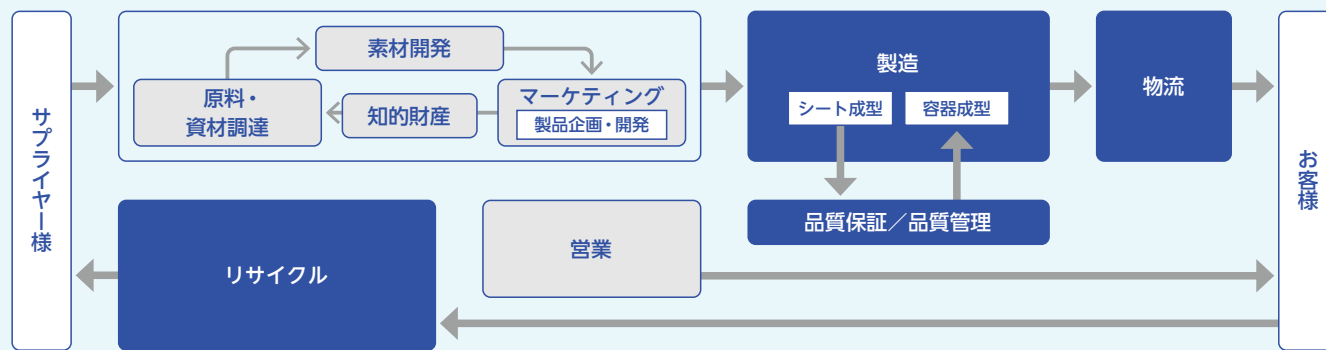 サプライヤー様
素材開発
原料・
資材調達
知的財産
マーケティング
製品企画・開発
製造
シート成型
容器成型
品質保証／品質管理
物流
お客様
営業
リサイクル